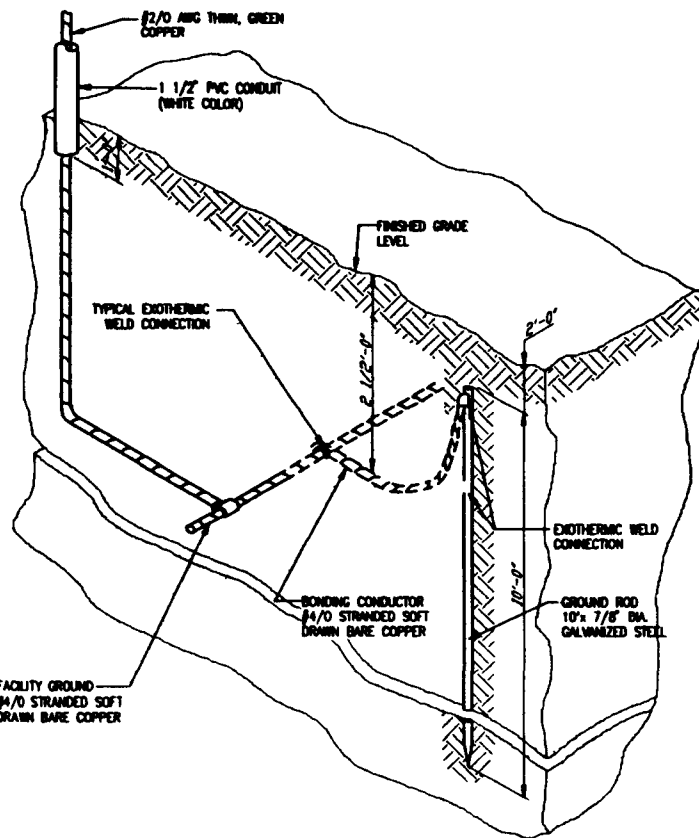 #2/0 AWG THWN, GREEN
COPPER
1 1/2" PVC CONDUIT
(WHITE COLOR)
FINISHED GRADE
LEVEL
TYPICAL EXOTHERMIC
WELD CONNECTION
2 1/2'-0"
2'-0"
10'-0"
EXOTHERMIC WELD
CONNECTION
BONDING CONDUCTOR
#4/0 STRANDED SOFT
DRAWN BARE COPPER
GROUND ROD
10'x 7/8" DIA.
GALVANIZED STEEL
FACILITY GROUND
#4/0 STRANDED SOFT
DRAWN BARE COPPER